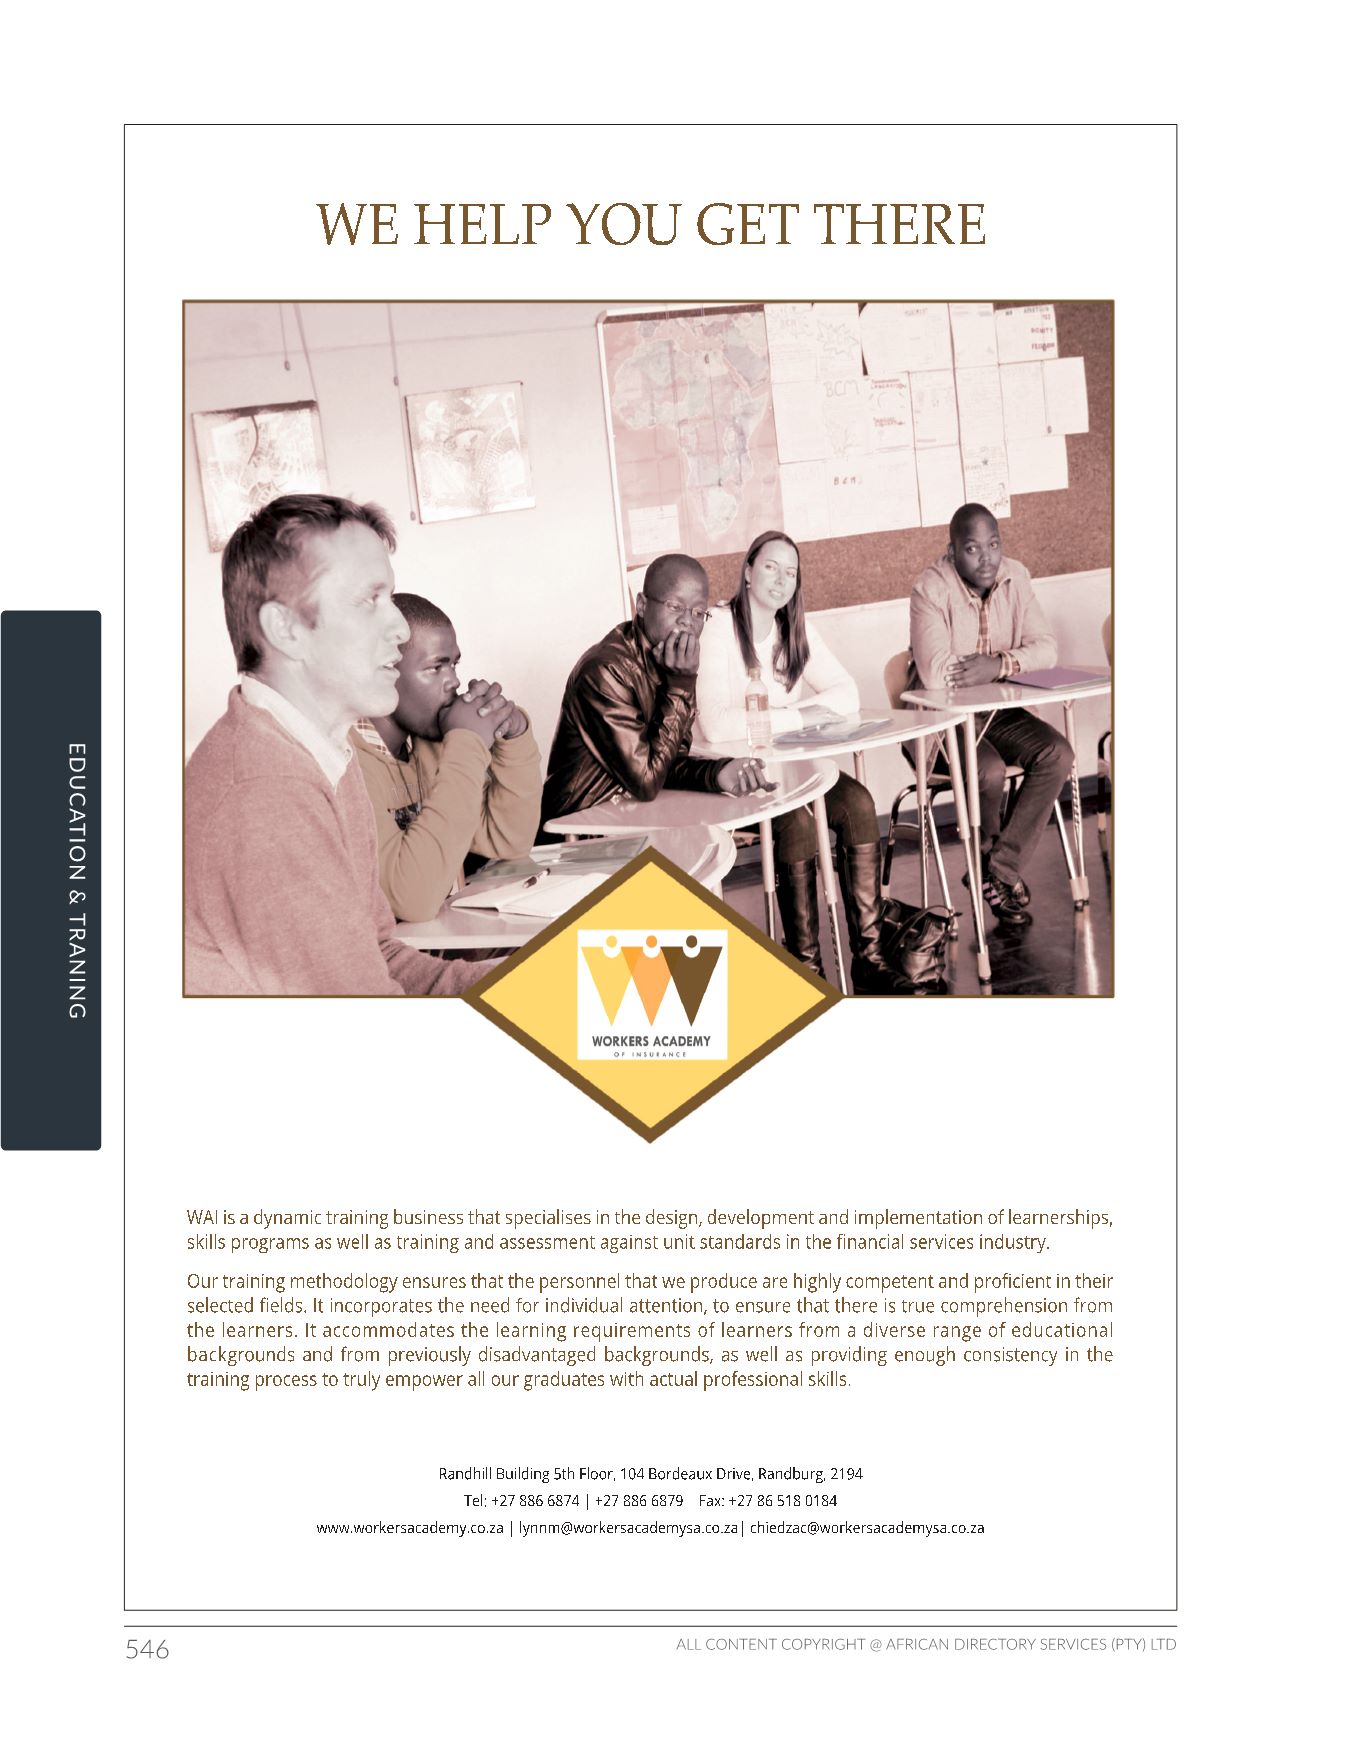 WE HELP YOU GET THERE
BCM
BCM
EDUCATION & TRANING
WORKERS ACADEMY
OF INSURANCE
WAI is a dynamic training business that specialises in the design, development and implementation of learnerships,
skills programs as well as training and assessment against unit standards in the financial services industry.
Our training methodology ensures that the personnel that we produce are highly competent and proficient in their
selected fields. It incorporates the need for individual attention, to ensure that there is true comprehension from
the learners. It accommodates the learning requirements of learners from a diverse range of educational
backgrounds and from previously disadvantaged backgrounds, as well as providing enough consistency in the
training process to truly empower all our graduates with actual professional skills.
Randhill Building 5th Floor, 104 Bordeaux Drive, Randburg, 2194
Tel: +27 886 6874 | +27 886 6879 Fax: +27 86 518 0184
www.workersacademy.co.za | lynnm@workersacademysa.co.za| chiedzac@workersacademysa.co.za
546
ALL CONTENT COPYRIGHT @ AFRICAN DIRECTORY SERVICES (PTY) LTD